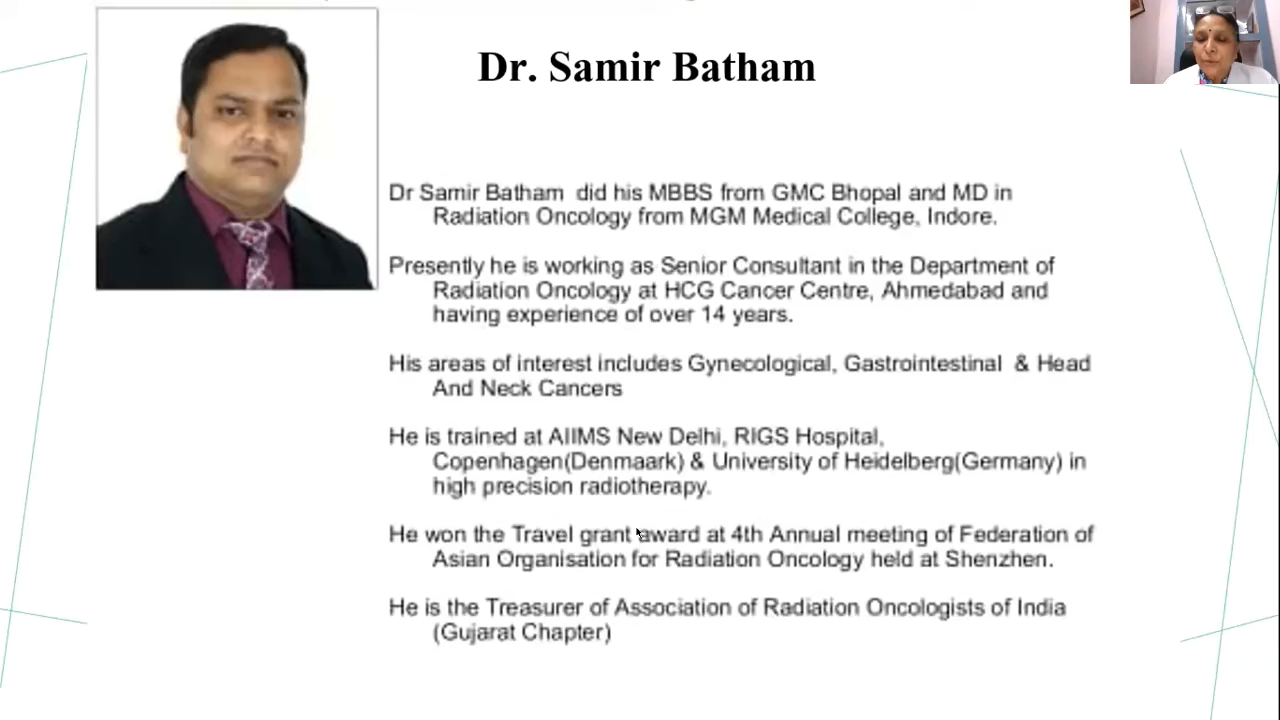 Dr. Samir Batham
Dr Samir Batham did his MBBS from GMC Bhopal and MD in
Radiation Oncology from MGM Medical College, Indore.
Presently he is working as Senior Consultant in the Department of
Radiation Oncology at HCG Cancer Centre, Ahmedabad and
having experience of over 14 years.
His areas of interest includes Gynecological, Gastrointestinal & Head
And Neck Cancers
He is trained at AIIMS New Delhi, RIGS Hospital,
Copenhagen(Denmaark) & University of Heidelberg(Germany) in
high precision radiotherapy.
He won the Travel grant award at 4th Annual meeting of Federation of
Asian Organisation for Radiation Oncology held at Shenzhen.
He is the Treasurer of Association of Radiation Oncologists of India
(Gujarat Chapter)